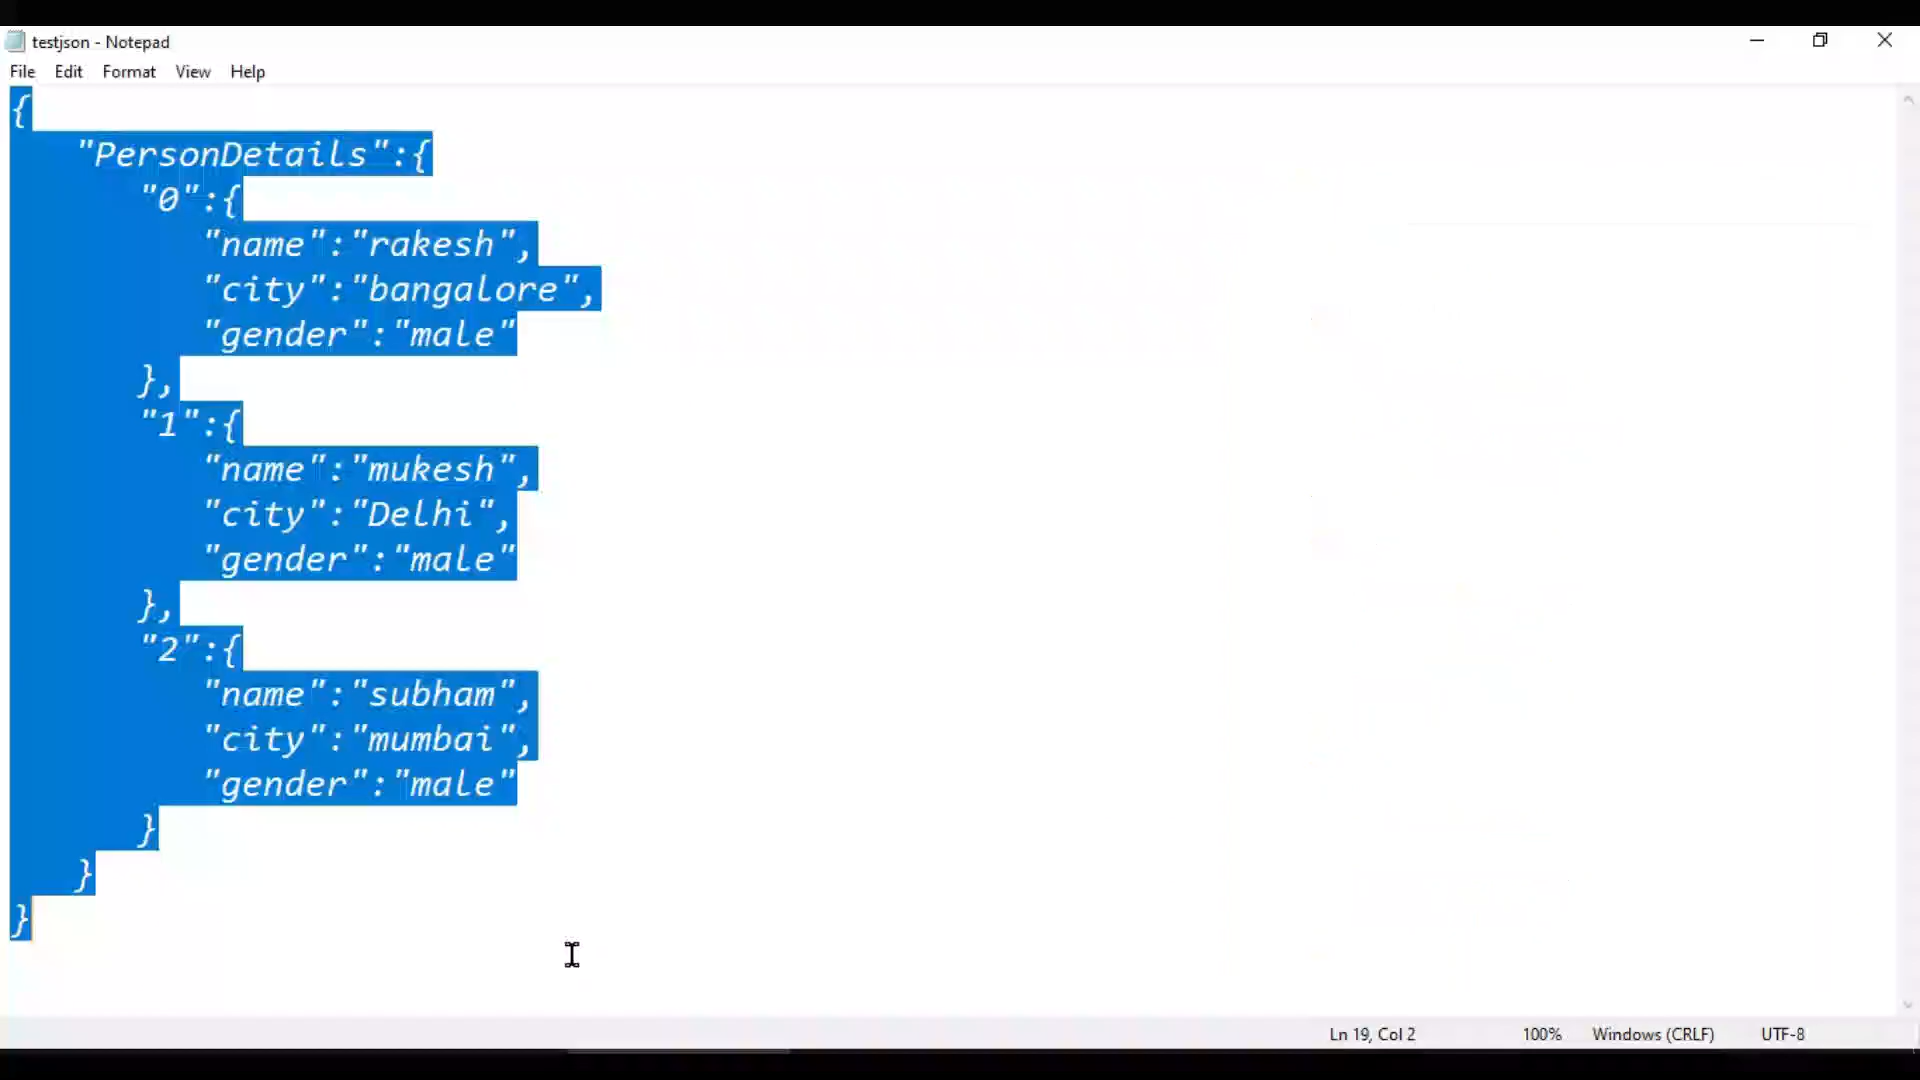 testjson - Notepad
File Edit Format View Help
{
"PersonDetails":{
"0":{
"name":"rakesh",
"city":"bangalore",
"gender":"male"
},
"1":{
"name":"mukesh",
"city":"Delhi",
"gender":"male"
},
"2":{
"name":"subham",
"city":"mumbai",
"gender":"male"
}
}
}
Ln 19, Col 2 100% Windows (CRLF) UTF-8